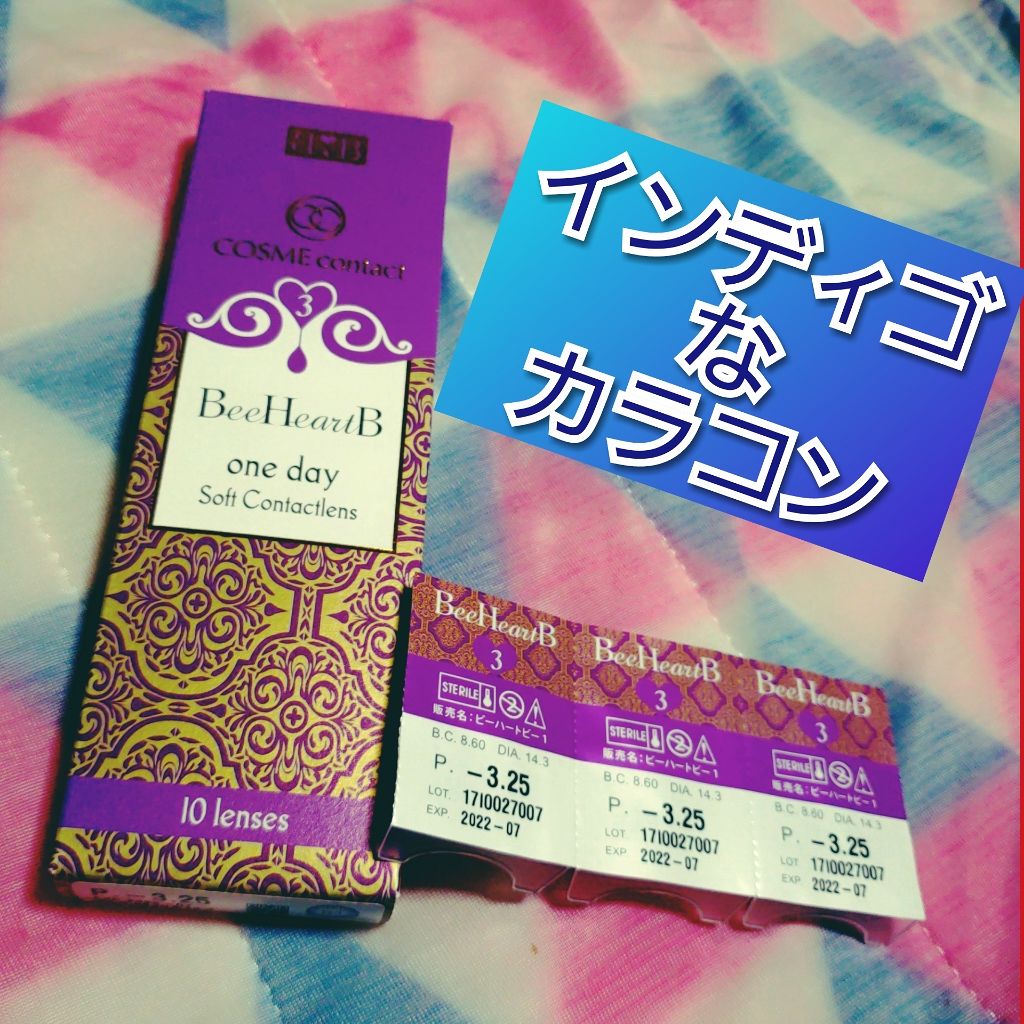 COSME contact
3
BeeHeartB
one day
Soft Contactlens
10 lenses
P. -3.25
インディゴ
な
カラコン
BeeHeartB
3
STERILE
販売名:ビーハートビー1
B.C. 8.60 DIA. 14.3
P. -3.25
LOT. 17I0027007
EXP. 2022-07
BeeHeartB
3
STERILE
販売名:ビーハートビー1
B.C. 8.60 DIA. 14.3
P. -3.25
LOT 17I0027007
EXP. 2022-07
BeeHeartB
3
STERILE
販売名:ビーハートビー1
B.C. 8.60 DIA. 14.3
P. -3.25
LOT 17I0027007
EXP. 2022-07